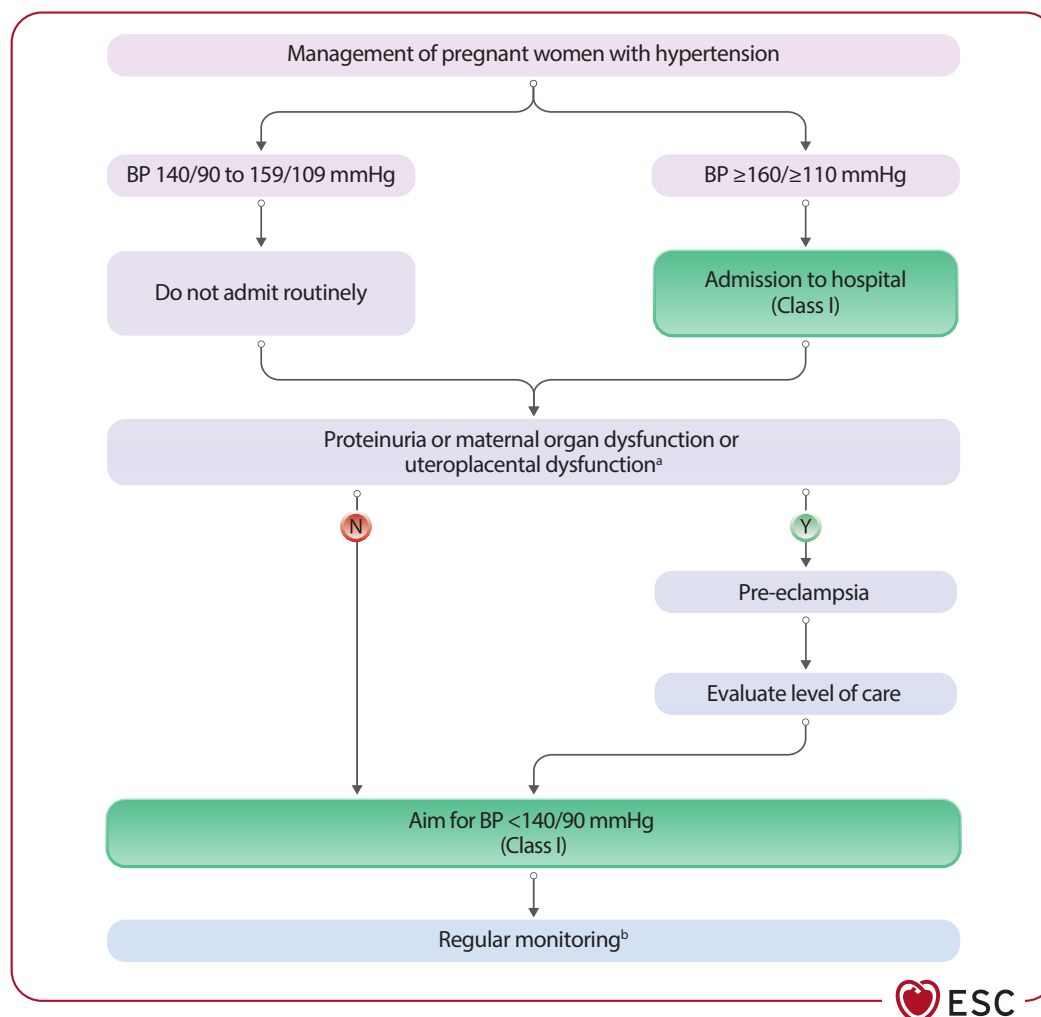 Management of pregnant women with hypertension
BP 140/90 to 159/109 mmHg
BP ≥160/≥110 mmHg
Do not admit routinely
Admission to hospital
(Class I)
Proteinuria or maternal organ dysfunction or
uteroplacental dysfunctionᵃ
N
Y
Pre-eclampsia
Evaluate level of care
Aim for BP <140/90 mmHg
(Class I)
Regular monitoringᵇ
ESC